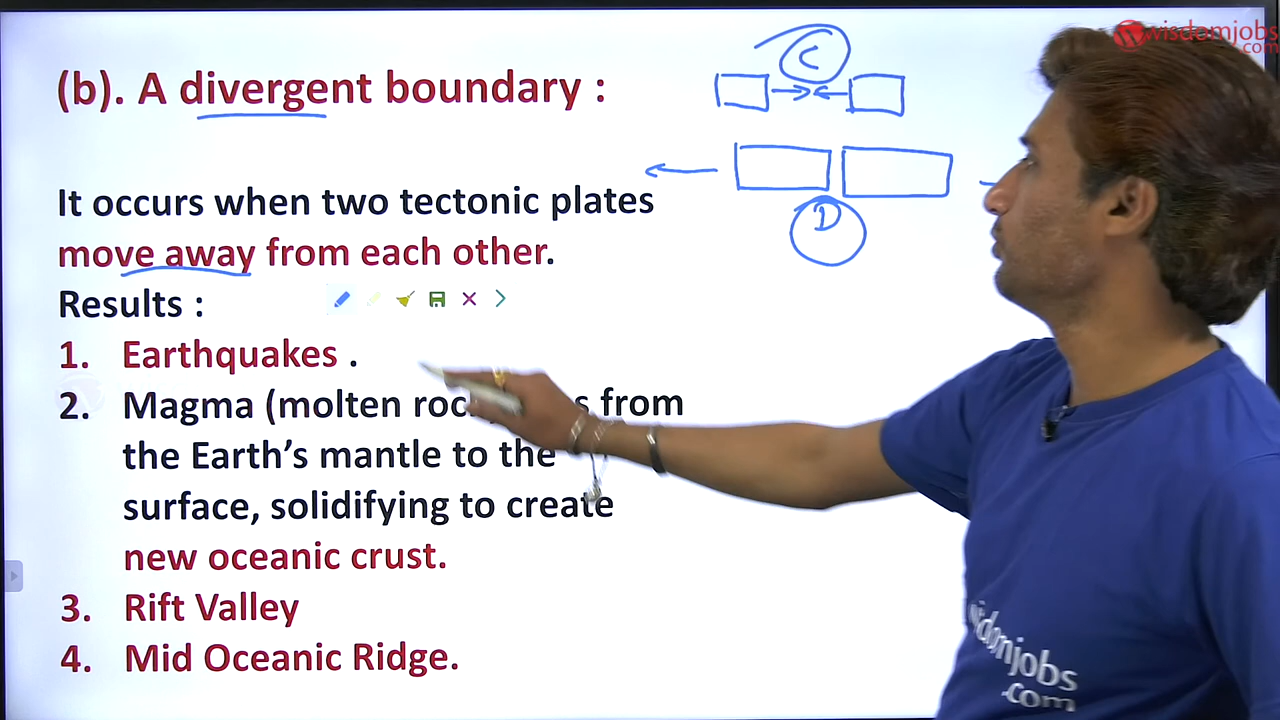 (b). A divergent boundary :
C
D
It occurs when two tectonic plates
move away from each other.
Results :
1. Earthquakes .
2. Magma (molten from
the Earth's mantle to the
surface, solidifying to create
new oceanic crust.
3. Rift Valley
4. Mid Oceanic Ridge.
wisdomjobs
.com
wisdomjobs
.com